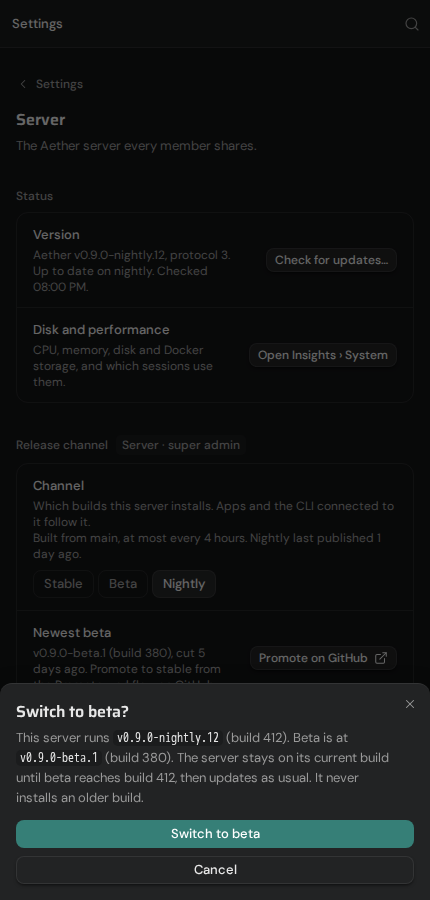 Settings
Settings
Server
The Aether server every member shares.
Status
Version
Aether v0.9.0-nightly.12, protocol 3.
Up to date on nightly. Checked
08:00 PM.
Check for updates...
Disk and performance
CPU, memory, disk and Docker
storage, and which sessions use
them.
Open Insights › System
Release channel Server · super admin
Channel
Which builds this server installs. Apps and the CLI connected to
it follow it.
Built from main, at most every 4 hours. Nightly last published 1
day ago.
Stable Beta Nightly
Newest beta
v0.9.0-beta.1 (build 380), cut 5
days ago. Promote to stable from
Promote on GitHub
Switch to beta?
This server runs v0.9.0-nightly.12 (build 412). Beta is at
v0.9.0-beta.1 (build 380). The server stays on its current build
until beta reaches build 412, then updates as usual. It never
installs an older build.
Switch to beta
Cancel